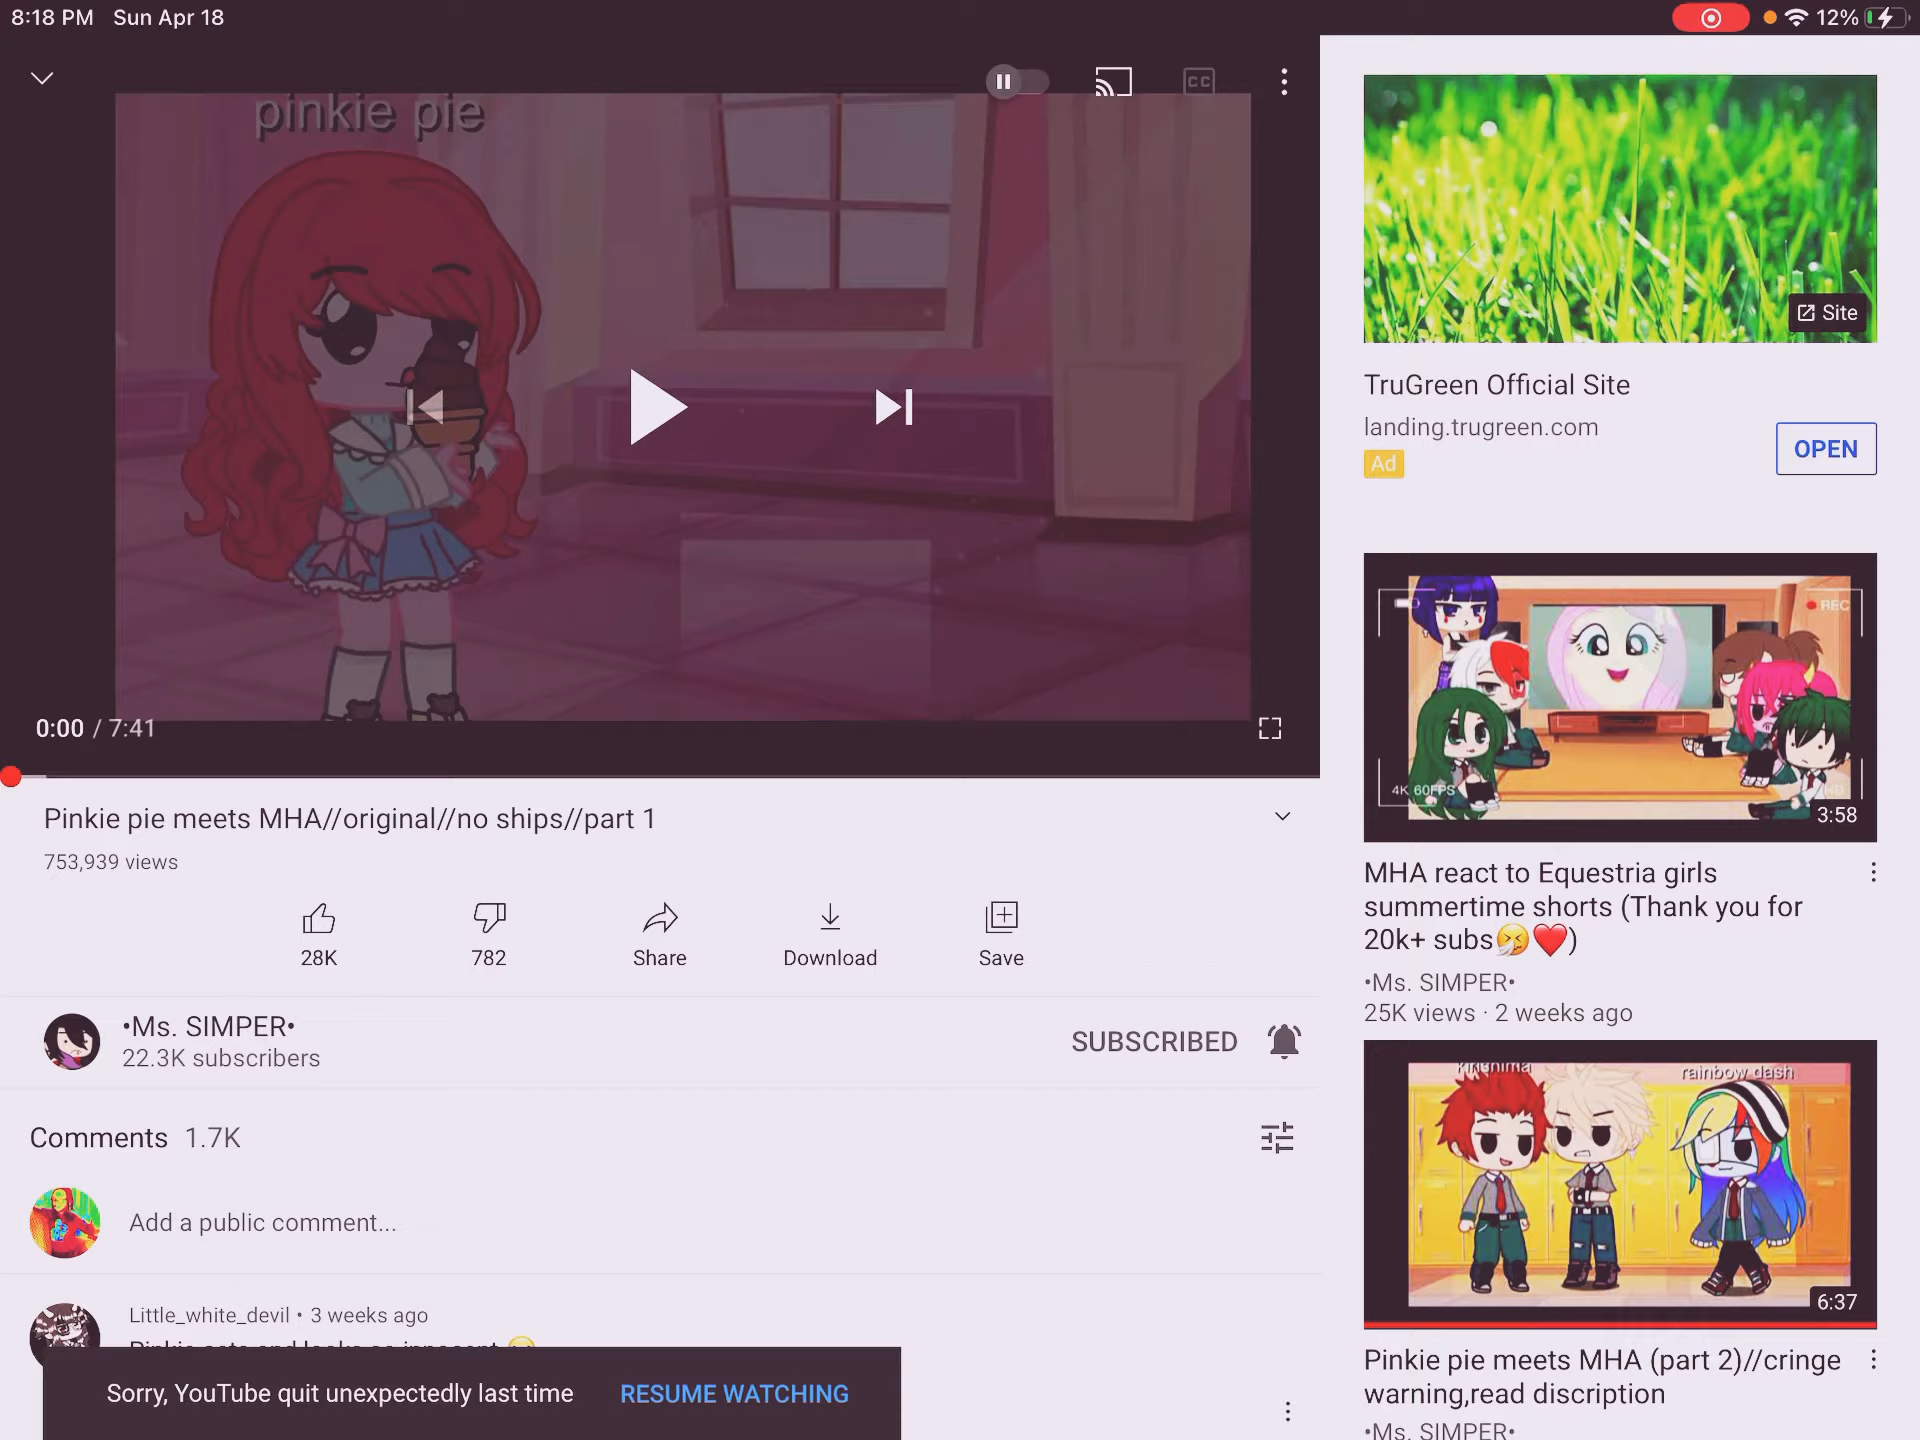 8:18 PM Sun Apr 18
12%
CC
pinkie pie
0:00 / 7:41
Pinkie pie meets MHA//original//no ships//part 1
753,939 views
28K
782
Share
Download
Save
•Ms. SIMPER•
22.3K subscribers
SUBSCRIBED
Comments 1.7K
Add a public comment...
Little_white_devil • 3 weeks ago
Sorry, YouTube quit unexpectedly last time
RESUME WATCHING
Site
TruGreen Official Site
landing.trugreen.com
Ad
OPEN
REC
4K 60FPS
HD
3:58
MHA react to Equestria girls
summertime shorts (Thank you for
20k+ subs🤧❤️)
•Ms. SIMPER•
25K views · 2 weeks ago
kirishima
rainbow dash
6:37
Pinkie pie meets MHA (part 2)//cringe
warning,read discription
•Ms. SIMPER•